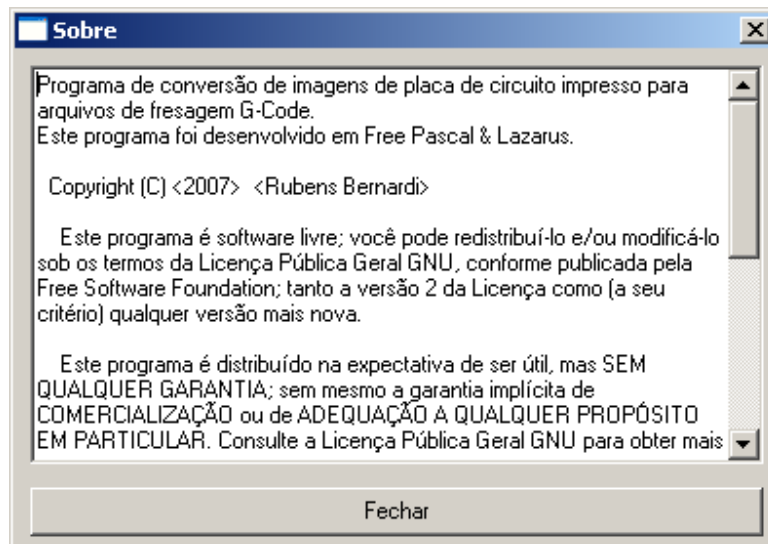 Sobre
Programa de conversão de imagens de placa de circuito impresso para
arquivos de fresagem G-Code.
Este programa foi desenvolvido em Free Pascal & Lazarus.
Copyright (C) <2007> <Rubens Bernardi>
Este programa é software livre; você pode redistribuí-lo e/ou modificá-lo
sob os termos da Licença Pública Geral GNU, conforme publicada pela
Free Software Foundation; tanto a versão 2 da Licença como (a seu
critério) qualquer versão mais nova.
Este programa é distribuído na expectativa de ser útil, mas SEM
QUALQUER GARANTIA; sem mesmo a garantia implícita de
COMERCIALIZAÇÃO ou de ADEQUAÇÃO A QUALQUER PROPÓSITO
EM PARTICULAR. Consulte a Licença Pública Geral GNU para obter mais
Fechar